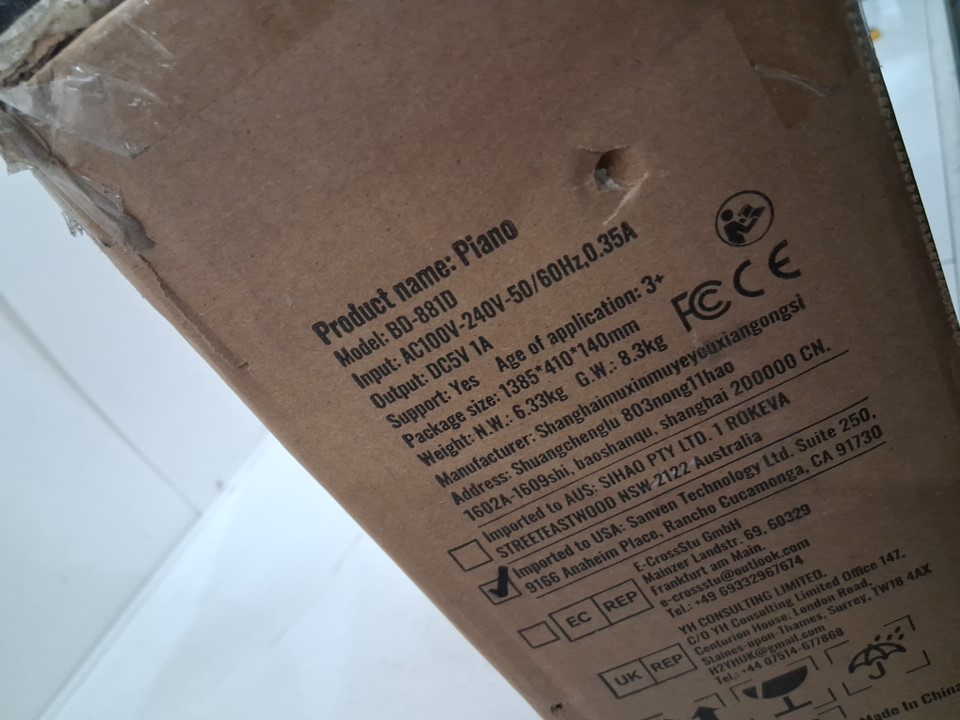 Product name: Piano
Model: BD-881D
Input: AC100V-240V-50/60Hz,0.35A
Output: DC5V 1A
Support: Yes Age of application: 3+
Package size: 1385*410*140mm
Weight: N.W.: 6.33kg G.W.: 8.3kg
FCC CE
Manufacturer: Shanghaimuxinmuyeyouxiangongsi
Address: Shuangchenglu 803nong11hao
1602A-1609shi, baoshanqu, shanghai 200000 CN.
Imported to AUS: SIHAO PTY LTD. 1 ROKEVA
STREETEASTWOOD NSW 2122 Australia
Imported to USA: Sanven Technology Ltd. Suite 250,
9166 Anaheim Place, Rancho Cucamonga, CA 91730
EC REP
E-CrossStu GmbH
Mainzer Landstr. 69, 60329
Frankfurt am Main.
e-crossstu@outlook.com
Tel.: +49 69332967674
UK REP
YH CONSULTING LIMITED.
C/O YH Consulting Limited Office 147,
Centurion House, London Road,
Staines-upon-Thames, Surrey, TW18 4AX
H2YHUK@gmail.com
Tel.: +44 07514-677868
Made In China